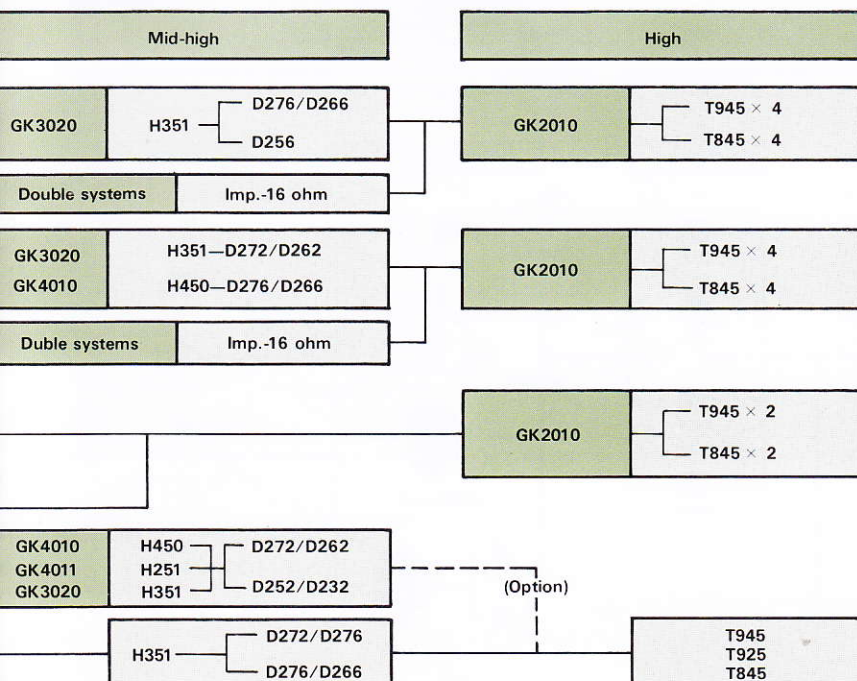 Mid-high
High
GK3020
H351
D276/D266
D256
GK2010
T945 × 4
T845 × 4
Double systems
Imp.-16 ohm
GK3020
H351—D272/D262
GK4010
H450—D276/D266
GK2010
T945 × 4
T845 × 4
Duble systems
Imp.-16 ohm
GK2010
T945 × 2
T845 × 2
GK4010
GK4011
GK3020
H450
H251
H351
D272/D262
D252/D232
(Option)
H351
D272/D276
D276/D266
T945
T925
T845